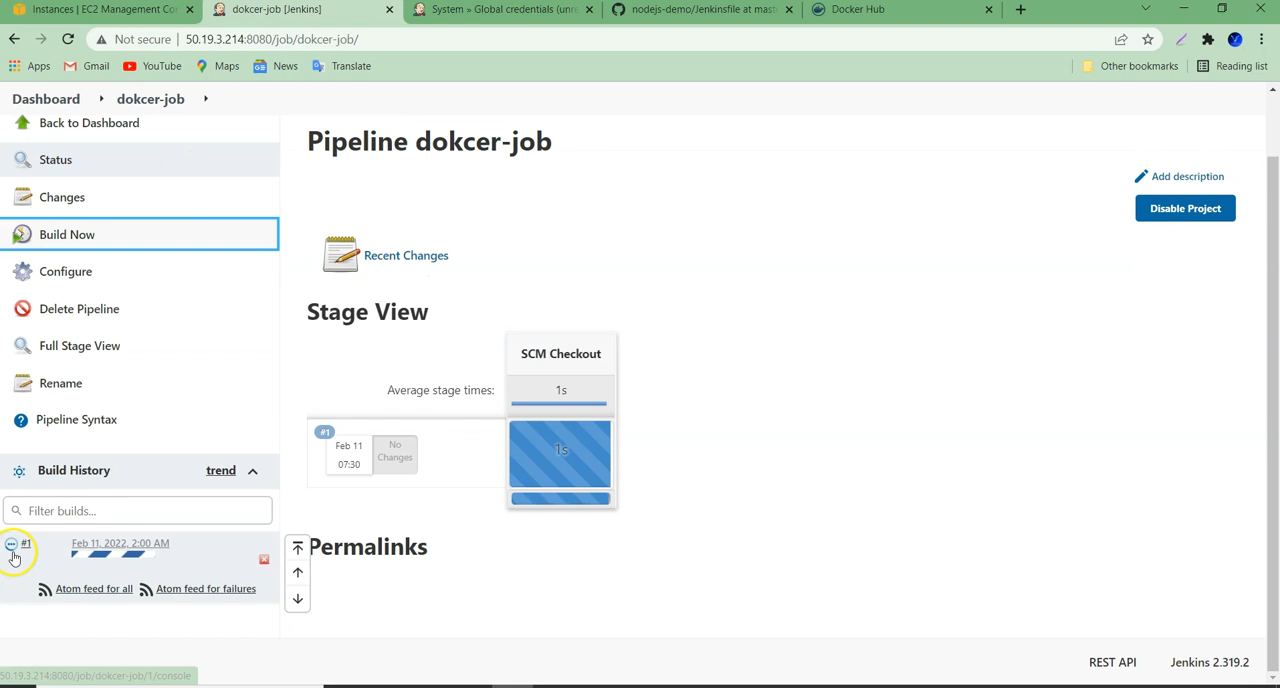 Instances | EC2 Management Con
dokcer-job [Jenkins]
System » Global credentials (unre
nodejs-demo/Jenkinsfile at maste
Docker Hub
Not secure | 50.19.3.214:8080/job/dokcer-job/
Apps Gmail YouTube Maps News Translate Other bookmarks Reading list
Dashboard dokcer-job
Back to Dashboard
Status
Changes
Build Now
Configure
Delete Pipeline
Full Stage View
Rename
Pipeline Syntax
Build History trend
Filter builds...
#1 Feb 11, 2022, 2:00 AM
Atom feed for all Atom feed for failures
Pipeline dokcer-job
Add description
Disable Project
Recent Changes
Stage View
SCM Checkout
Average stage times: 1s
#1
Feb 11
07:30
No
Changes
1s
Permalinks
REST API Jenkins 2.319.2
50.19.3.214:8080/job/dokcer-job/1/console